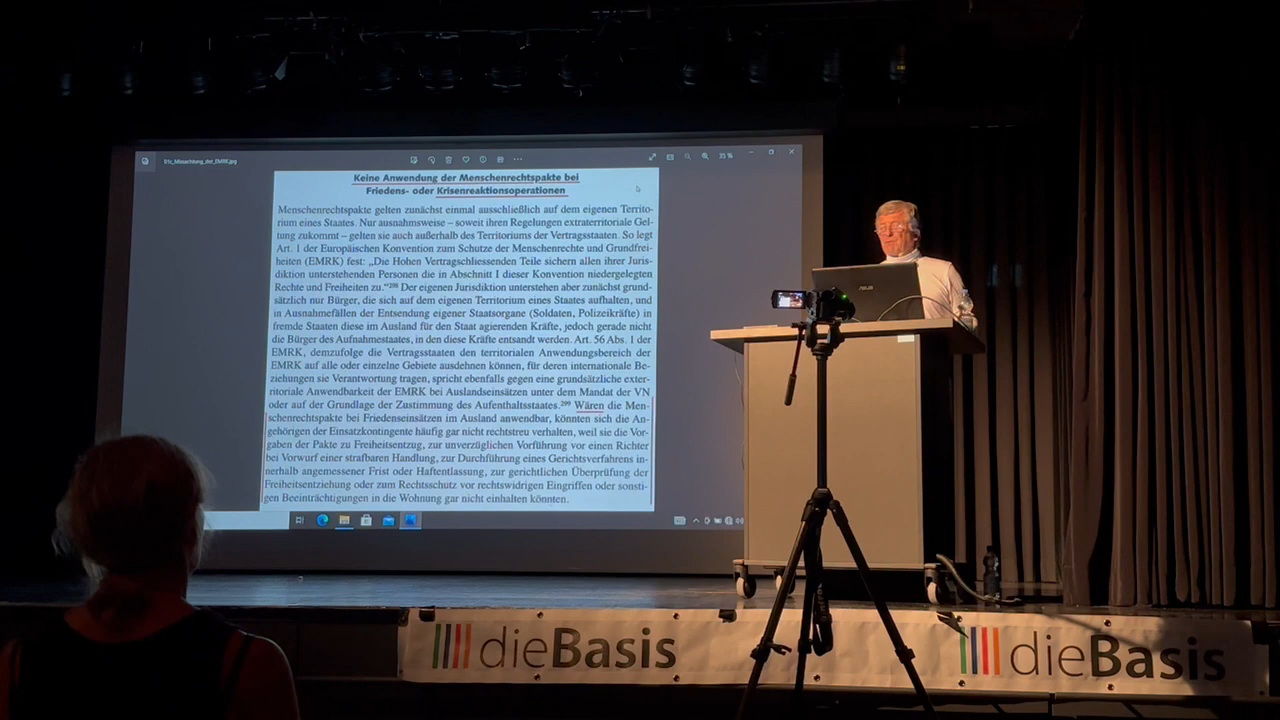 01c_Missachtung_der_EMRK.jpg
35 %
Keine Anwendung der Menschenrechtspakte bei
Friedens- oder Krisenreaktionsoperationen
Menschenrechtspakte gelten zunächst einmal ausschließlich auf dem eigenen Territo-
rium eines Staates. Nur ausnahmsweise – soweit ihren Regelungen extraterritoriale Gel-
tung zukommt – gelten sie auch außerhalb des Territoriums der Vertragsstaaten. So legt
Art. 1 der Europäischen Konvention zum Schutze der Menschenrechte und Grundfrei-
heiten (EMRK) fest: „Die Hohen Vertragschliessenden Teile sichern allen ihrer Juris-
diktion unterstehenden Personen die in Abschnitt I dieser Konvention niedergelegten
Rechte und Freiheiten zu.“²⁹⁸ Der eigenen Jurisdiktion unterstehen aber zunächst grund-
sätzlich nur Bürger, die sich auf dem eigenen Territorium eines Staates aufhalten, und
in Ausnahmefällen der Entsendung eigener Staatsorgane (Soldaten, Polizeikräfte) in
fremde Staaten diese im Ausland für den Staat agierenden Kräfte, jedoch gerade nicht
die Bürger des Aufnahmestaates, in den diese Kräfte entsandt werden. Art. 56 Abs. 1 der
EMRK, demzufolge die Vertragsstaaten den territorialen Anwendungsbereich der
EMRK auf alle oder einzelne Gebiete ausdehnen können, für deren internationale Be-
ziehungen sie Verantwortung tragen, spricht ebenfalls gegen eine grundsätzliche exter-
ritoriale Anwendbarkeit der EMRK bei Auslandseinsätzen unter dem Mandat der VN
oder auf der Grundlage der Zustimmung des Aufenthaltsstaates.²⁹⁹ Wären die Men-
schenrechtspakte bei Friedenseinsätzen im Ausland anwendbar, könnten sich die An-
gehörigen der Einsatzkontingente häufig gar nicht rechtstreu verhalten, weil sie die Vor-
gaben der Pakte zu Freiheitsentzug, zur unverzüglichen Vorführung vor einen Richter
bei Vorwurf einer strafbaren Handlung, zur Durchführung eines Gerichtsverfahrens in-
nerhalb angemessener Frist oder Haftentlassung, zur gerichtlichen Überprüfung der
Freiheitsentziehung oder zum Rechtsschutz vor rechtswidrigen Eingriffen oder sonsti-
gen Beeinträchtigungen in die Wohnung gar nicht einhalten könnten.
ASUS
dieBasis
dieBasis